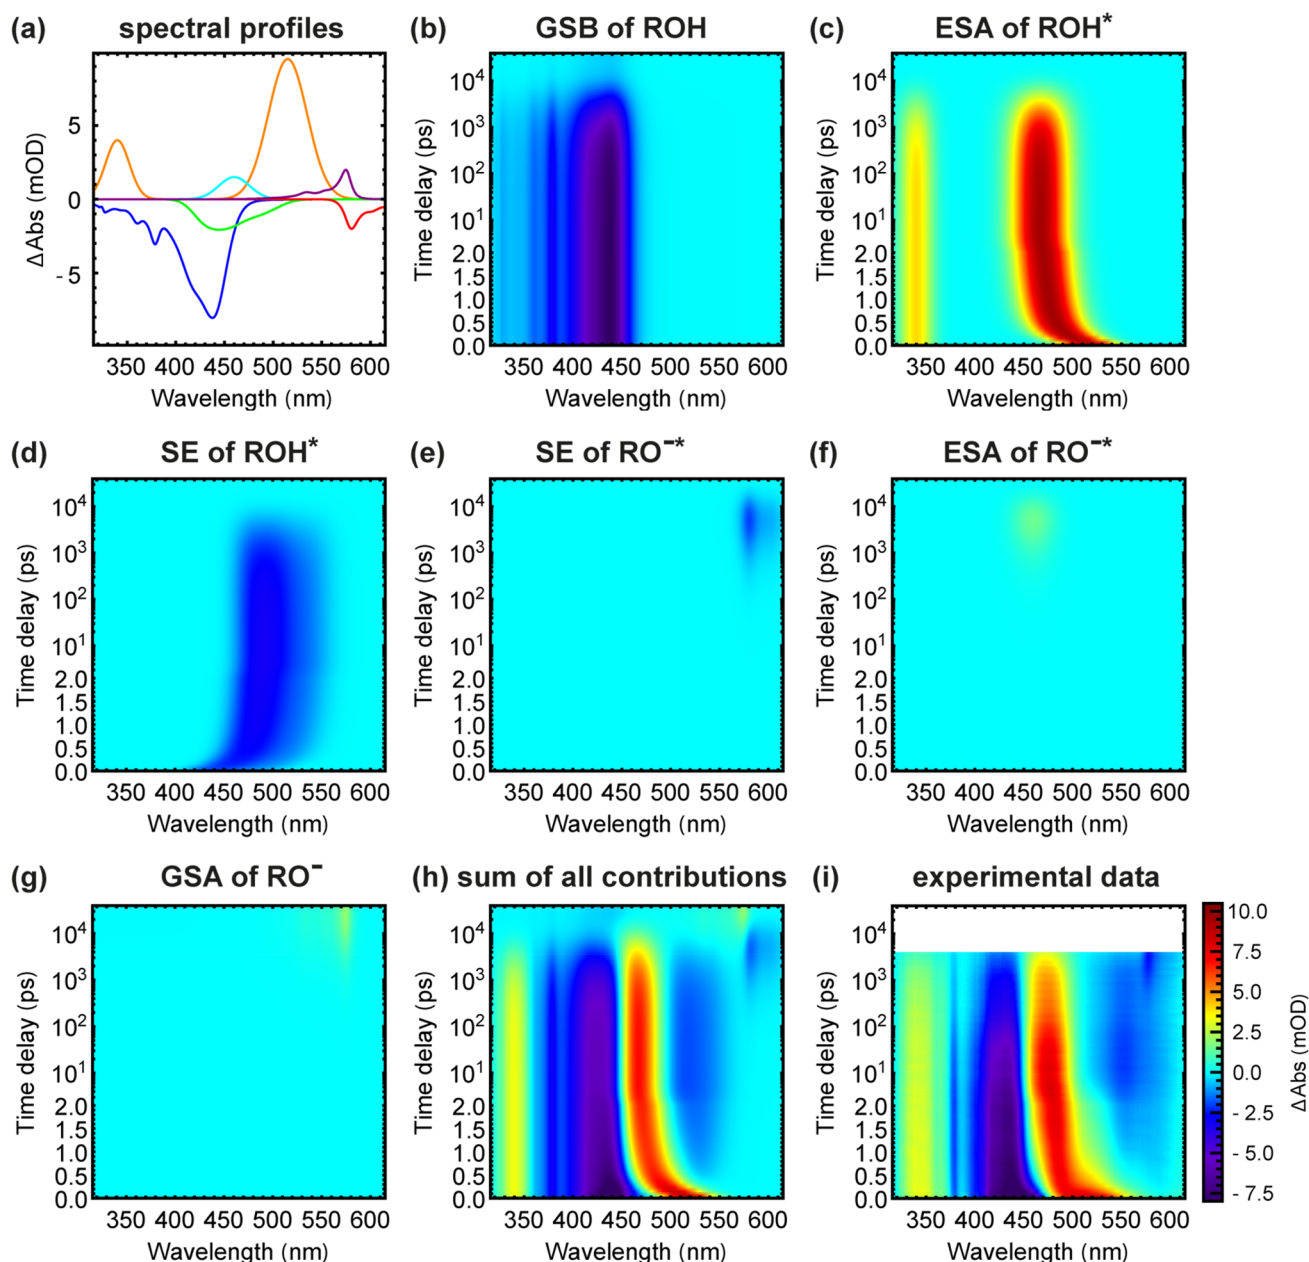 (a) spectral profiles
5
0
- 5
ΔAbs (mOD)
350 400 450 500 550 600
Wavelength (nm)
(b) GSB of ROH
10⁴
10³
10²
10¹
2.0
1.5
1.0
0.5
0.0
Time delay (ps)
350 400 450 500 550 600
Wavelength (nm)
(c) ESA of ROH*
10⁴
10³
10²
10¹
2.0
1.5
1.0
0.5
0.0
Time delay (ps)
350 400 450 500 550 600
Wavelength (nm)
(d) SE of ROH*
10⁴
10³
10²
10¹
2.0
1.5
1.0
0.5
0.0
Time delay (ps)
350 400 450 500 550 600
Wavelength (nm)
(e) SE of RO⁻*
10⁴
10³
10²
10¹
2.0
1.5
1.0
0.5
0.0
Time delay (ps)
350 400 450 500 550 600
Wavelength (nm)
(f) ESA of RO⁻*
10⁴
10³
10²
10¹
2.0
1.5
1.0
0.5
0.0
Time delay (ps)
350 400 450 500 550 600
Wavelength (nm)
(g) GSA of RO⁻
10⁴
10³
10²
10¹
2.0
1.5
1.0
0.5
0.0
Time delay (ps)
350 400 450 500 550 600
Wavelength (nm)
(h) sum of all contributions
10⁴
10³
10²
10¹
2.0
1.5
1.0
0.5
0.0
Time delay (ps)
350 400 450 500 550 600
Wavelength (nm)
(i) experimental data
10⁴
10³
10²
10¹
2.0
1.5
1.0
0.5
0.0
Time delay (ps)
350 400 450 500 550 600
Wavelength (nm)
10.0
7.5
5.0
2.5
0.0
- 2.5
- 5.0
- 7.5
ΔAbs (mOD)